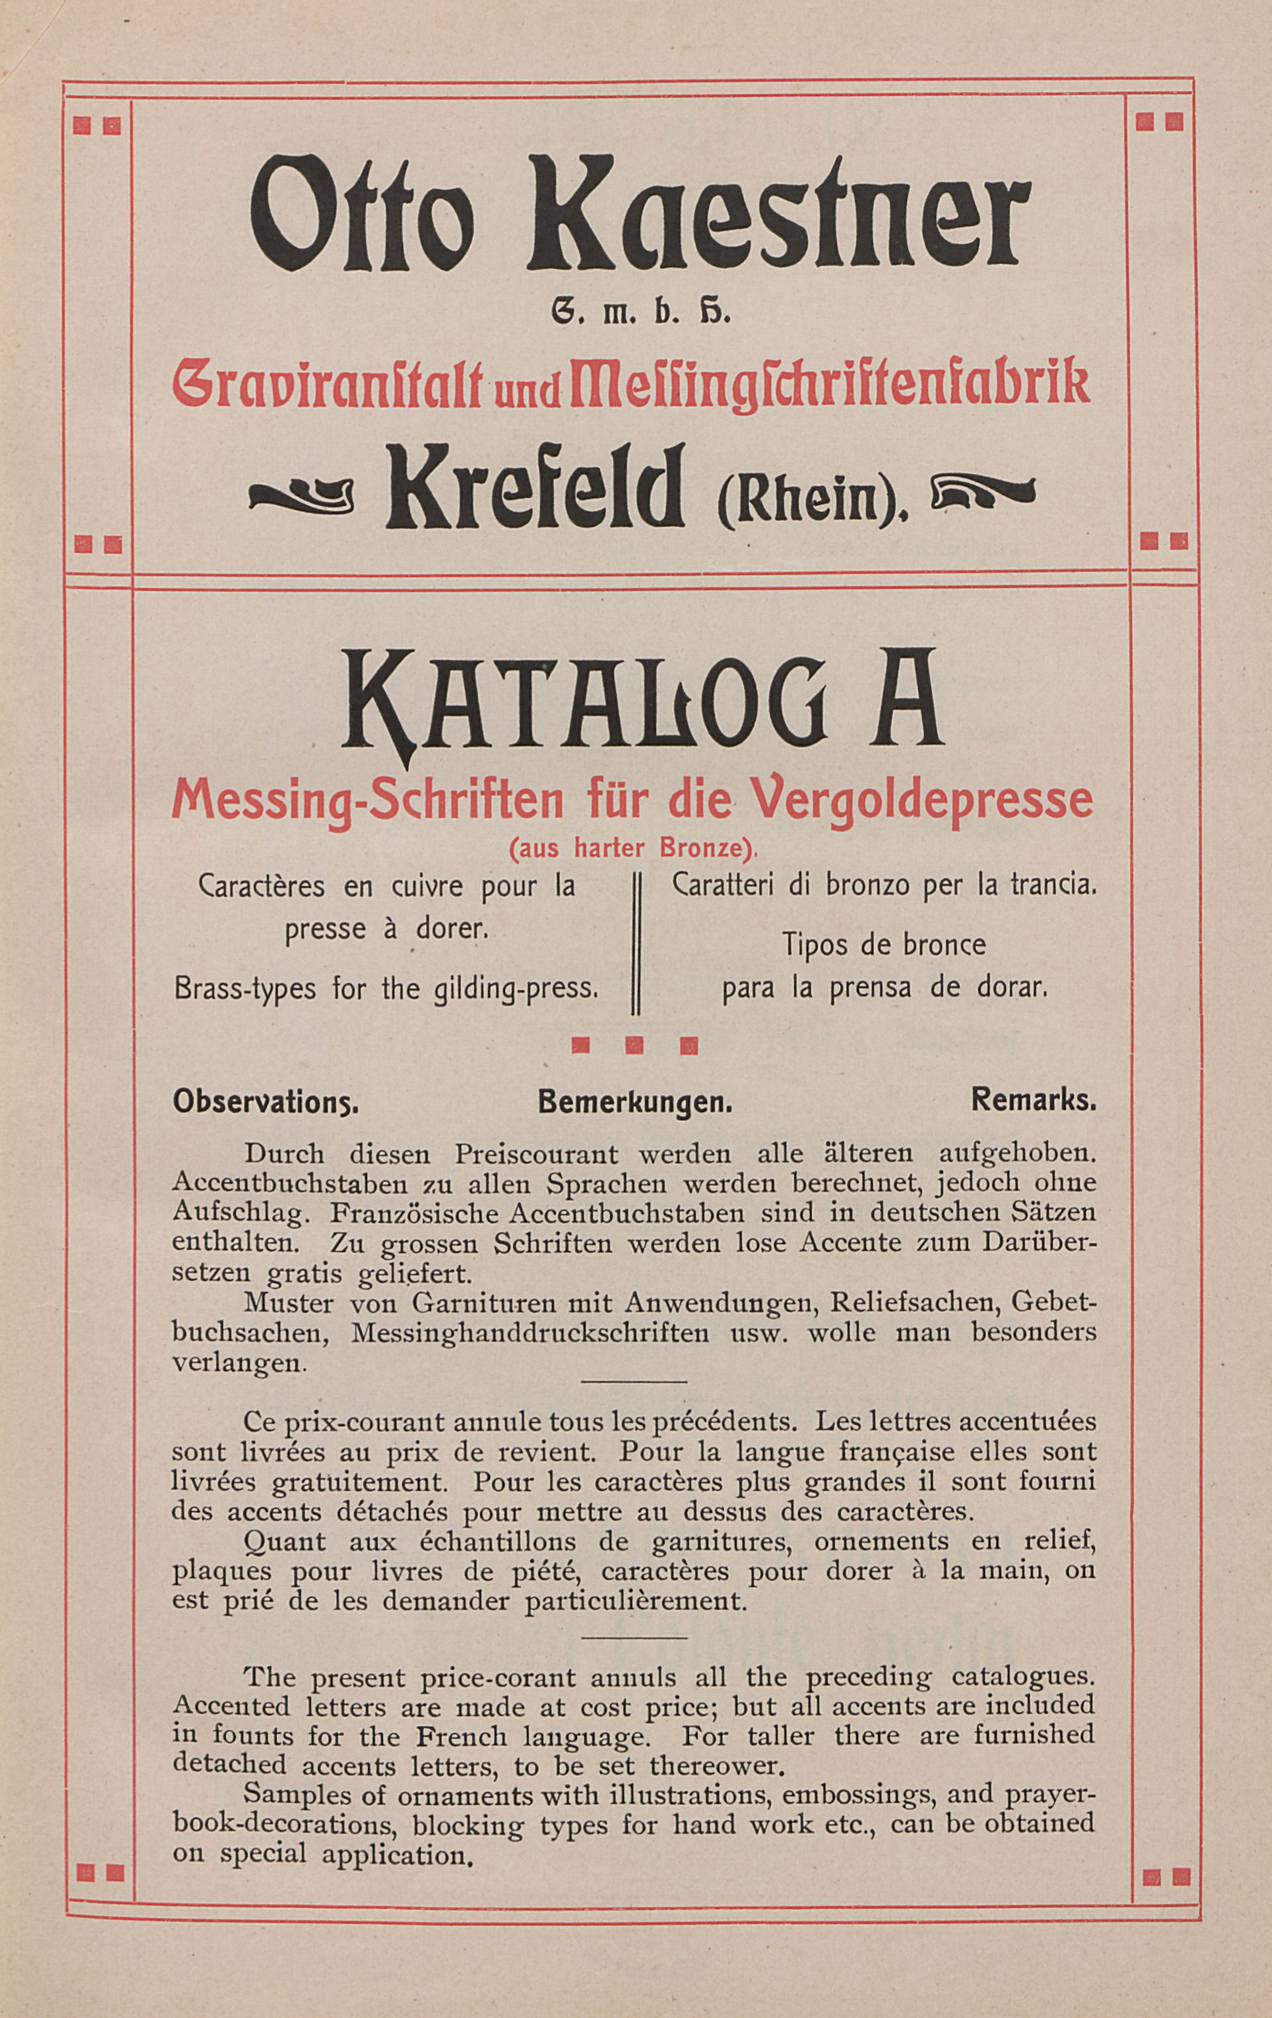 Otto Kaestner
G. m. b. H.
Graviranſtalt und Meſſingſchriftenfabrik
Krefeld (Rhein).
KATALOG A
Messing-Schriften für die Vergoldepresse
(aus harter Bronze).
Caractères en cuivre pour la
presse à dorer.
Brass-types for the gilding-press.
Caratteri di bronzo per la trancia.
Tipos de bronce
para la prensa de dorar.
Observations. Bemerkungen. Remarks.
Durch diesen Preiscourant werden alle älteren aufgehoben.
Accentbuchstaben zu allen Sprachen werden berechnet, jedoch ohne
Aufschlag. Französische Accentbuchstaben sind in deutschen Sätzen
enthalten. Zu grossen Schriften werden lose Accente zum Darüber-
setzen gratis geliefert.
Muster von Garnituren mit Anwendungen, Reliefsachen, Gebet-
buchsachen, Messinghanddruckschriften usw. wolle man besonders
verlangen.
Ce prix-courant annule tous les précédents. Les lettres accentuées
sont livrées au prix de revient. Pour la langue française elles sont
livrées gratuitement. Pour les caractères plus grandes il sont fourni
des accents détachés pour mettre au dessus des caractères.
Quant aux échantillons de garnitures, ornements en relief,
plaques pour livres de piété, caractères pour dorer à la main, on
est prié de les demander particulièrement.
The present price-corant annuls all the preceding catalogues.
Accented letters are made at cost price; but all accents are included
in founts for the French language. For taller there are furnished
detached accents letters, to be set thereower.
Samples of ornaments with illustrations, embossings, and prayer-
book-decorations, blocking types for hand work etc., can be obtained
on special application.